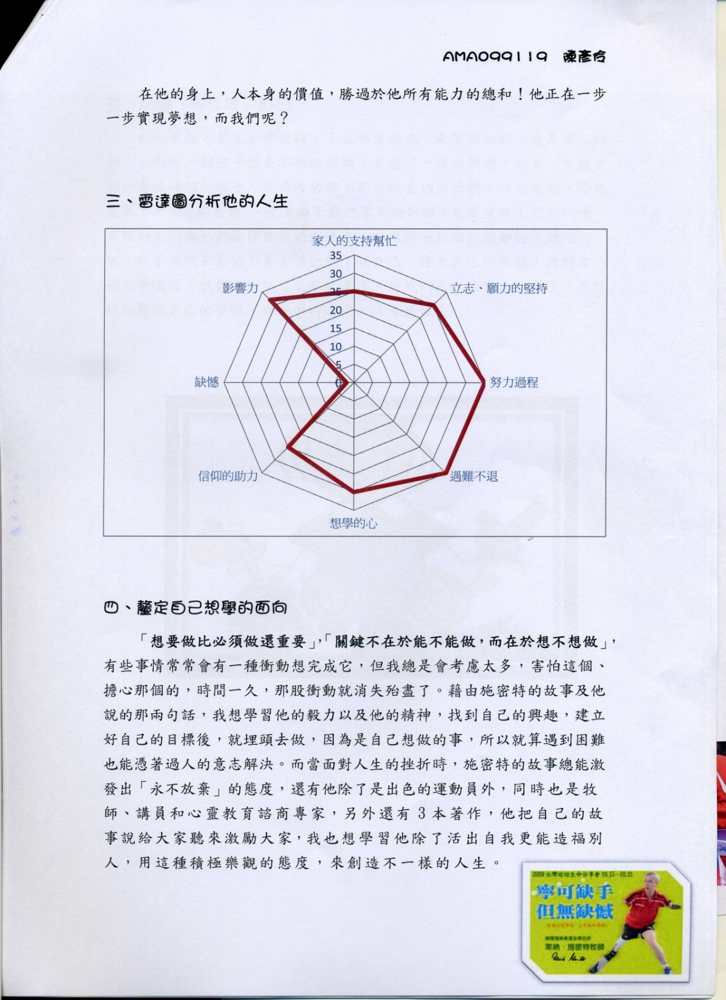 AMA099119 陳彥伶
在他的身上，人本身的價值，勝過於他所有能力的總和！他正在一步
一步實現夢想，而我們呢？
三、雷達圖分析他的人生
家人的支持幫忙
35
30
25
20
15
10
5
0
影響力
立志、願力的堅持
缺憾
努力過程
信仰的助力
遇難不退
想學的心
四、釐定自己想學的面向
「想要做比必須做還重要」，「關鍵不在於能不能做，而在於想不想做」，
有些事情常常會有一種衝動想完成它，但我總是會考慮太多，害怕這個、
擔心那個的，時間一久，那股衝動就消失殆盡了。藉由施密特的故事及他
說的那兩句話，我想學習他的毅力以及他的精神，找到自己的興趣，建立
好自己的目標後，就埋頭去做，因為是自己想做的事，所以就算遇到困難
也能憑著過人的意志解決。而當面對人生的挫折時，施密特的故事總能激
發出「永不放棄」的態度，還有他除了是出色的運動員外，同時也是牧
師、講員和心靈教育諮商專家，另外還有 3 本著作，他把自己的故
事說給大家聽來激勵大家，我也想學習他除了活出自我更能造福別
人，用這種積極樂觀的態度，來創造不一樣的人生。
2009 台灣巡迴生命分享會 10.15－10.21
寧可缺手
但無缺憾
萊納．施密特牧師